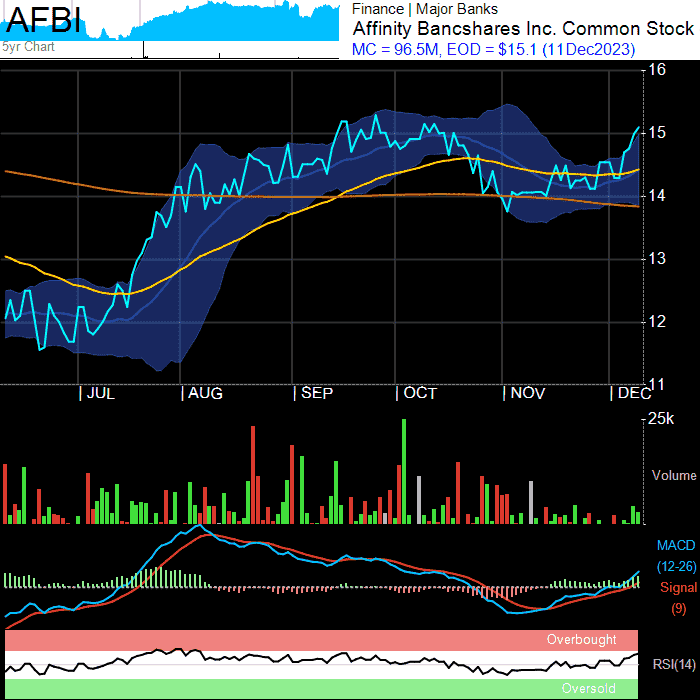 AFBI
5yr Chart
Finance | Major Banks
Affinity Bancshares Inc. Common Stock
MC = 96.5M, EOD = $15.1 (11Dec2023)
16
15
14
13
12
11
JUL AUG SEP OCT NOV DEC
25k
Volume
MACD
(12-26)
Signal
(9)
Overbought
RSI(14)
Oversold